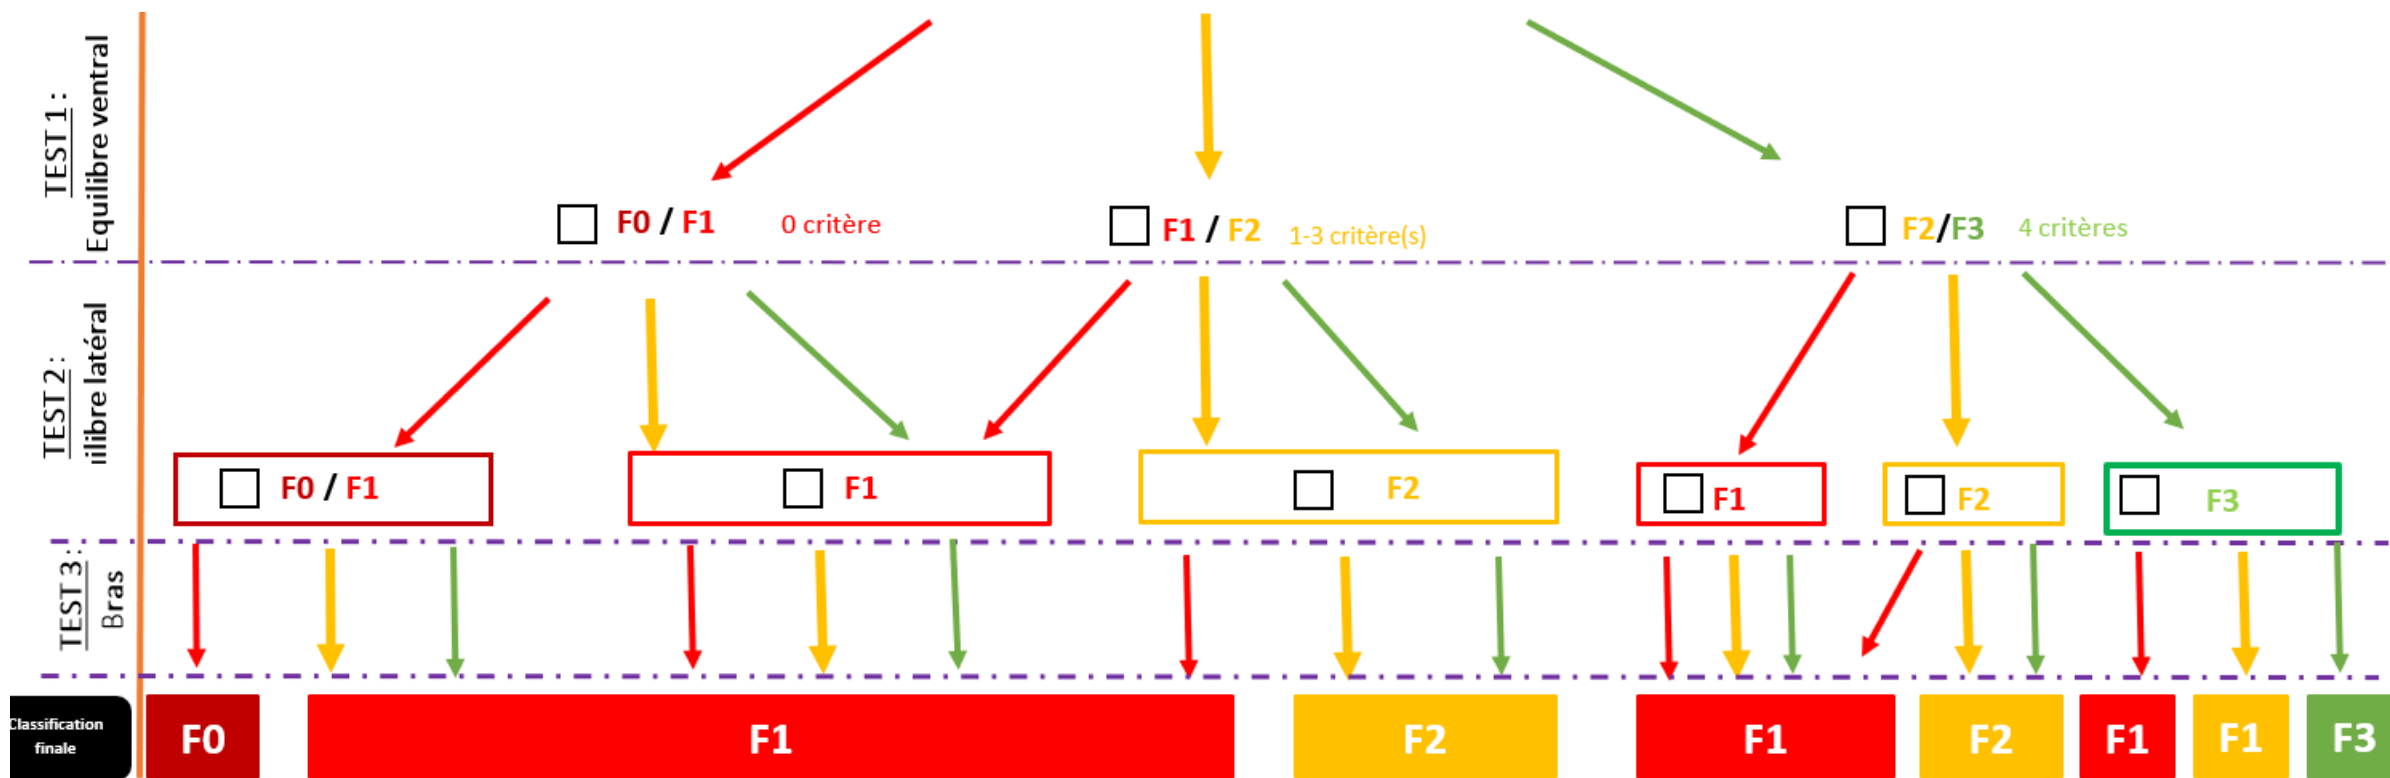 TEST 1 :
Equilibre ventral
F0 / F1 0 critère
F1 / F2 1-3 critère(s)
F2/F3 4 critères
TEST 2 :
ilibre latéral
F0 / F1
F1
F2
F1
F2
F3
TEST 3 :
Bras
Classification
finale
F0
F1
F2
F1
F2
F1
F1
F3